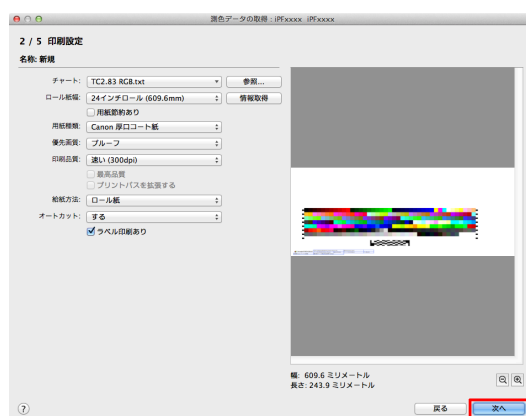 測色データの取得 : iPFxxxx iPFxxxx
2 / 5 印刷設定
名称: 新規
チャート: TC2.83 RGB.txt 参照...
ロール紙幅: 24インチロール (609.6mm) 情報取得
用紙節約あり
用紙種類: Canon 厚口コート紙
優先画質: プルーフ
印刷品質: 速い (300dpi)
最高品質
プリントパスを拡張する
給紙方法: ロール紙
オートカット: する
ラベル印刷あり
幅: 609.6 ミリメートル
長さ: 243.9 ミリメートル
? 戻る 次へ